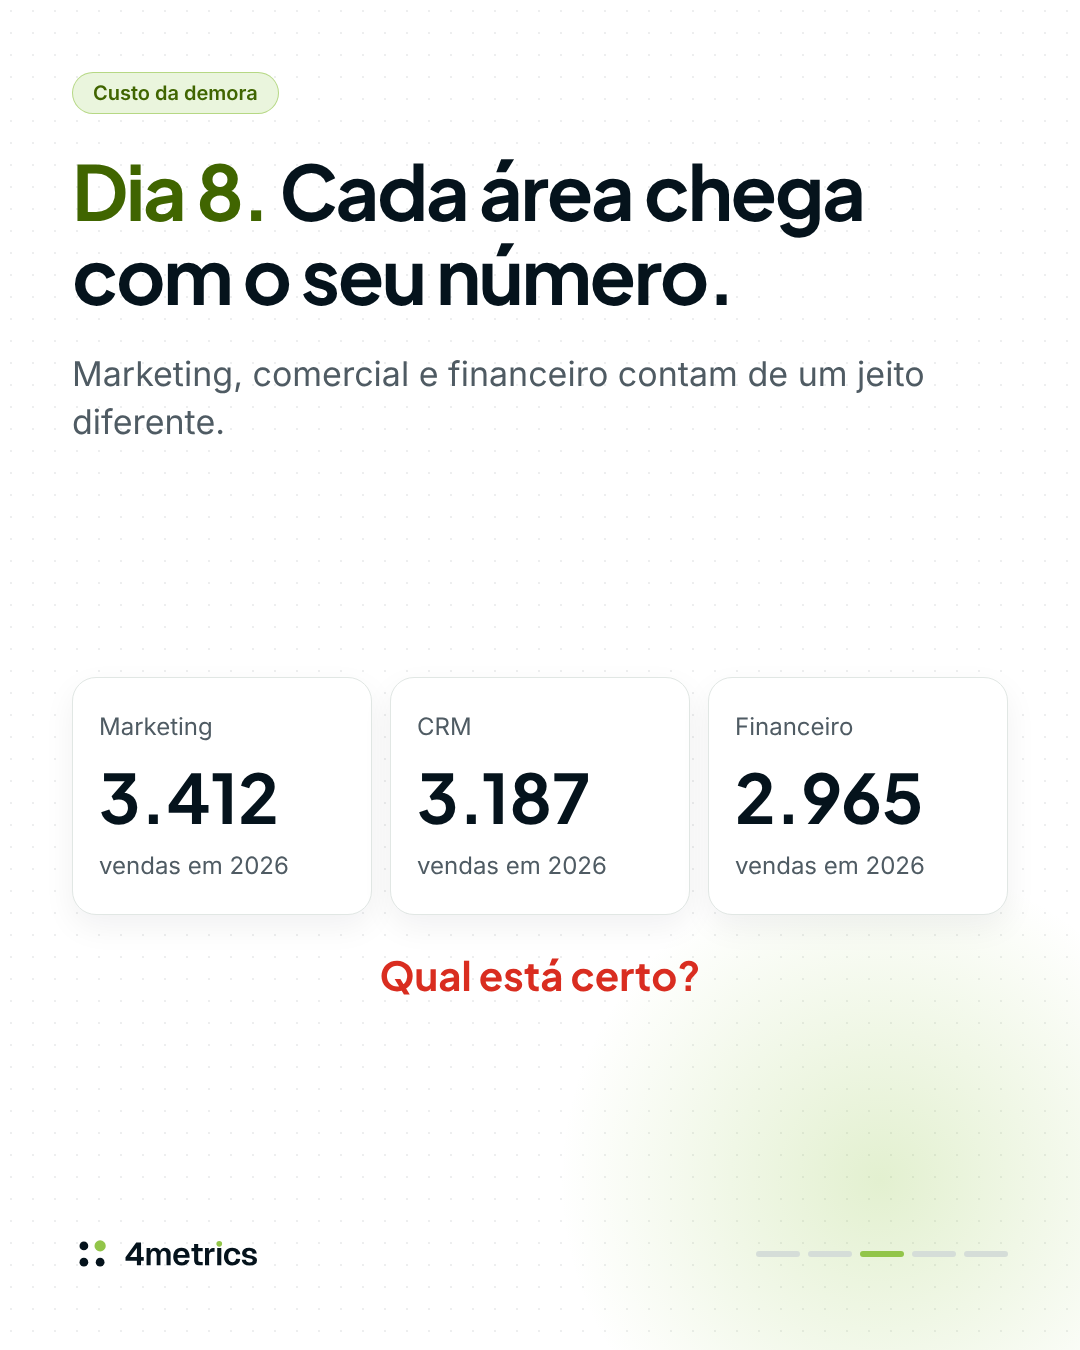 Custo da demora
Dia 8. Cada área chega
com o seu número.
Marketing, comercial e financeiro contam de um jeito
diferente.
Marketing
3.412
vendas em 2026
CRM
3.187
vendas em 2026
Financeiro
2.965
vendas em 2026
Qual está certo?
4metrics